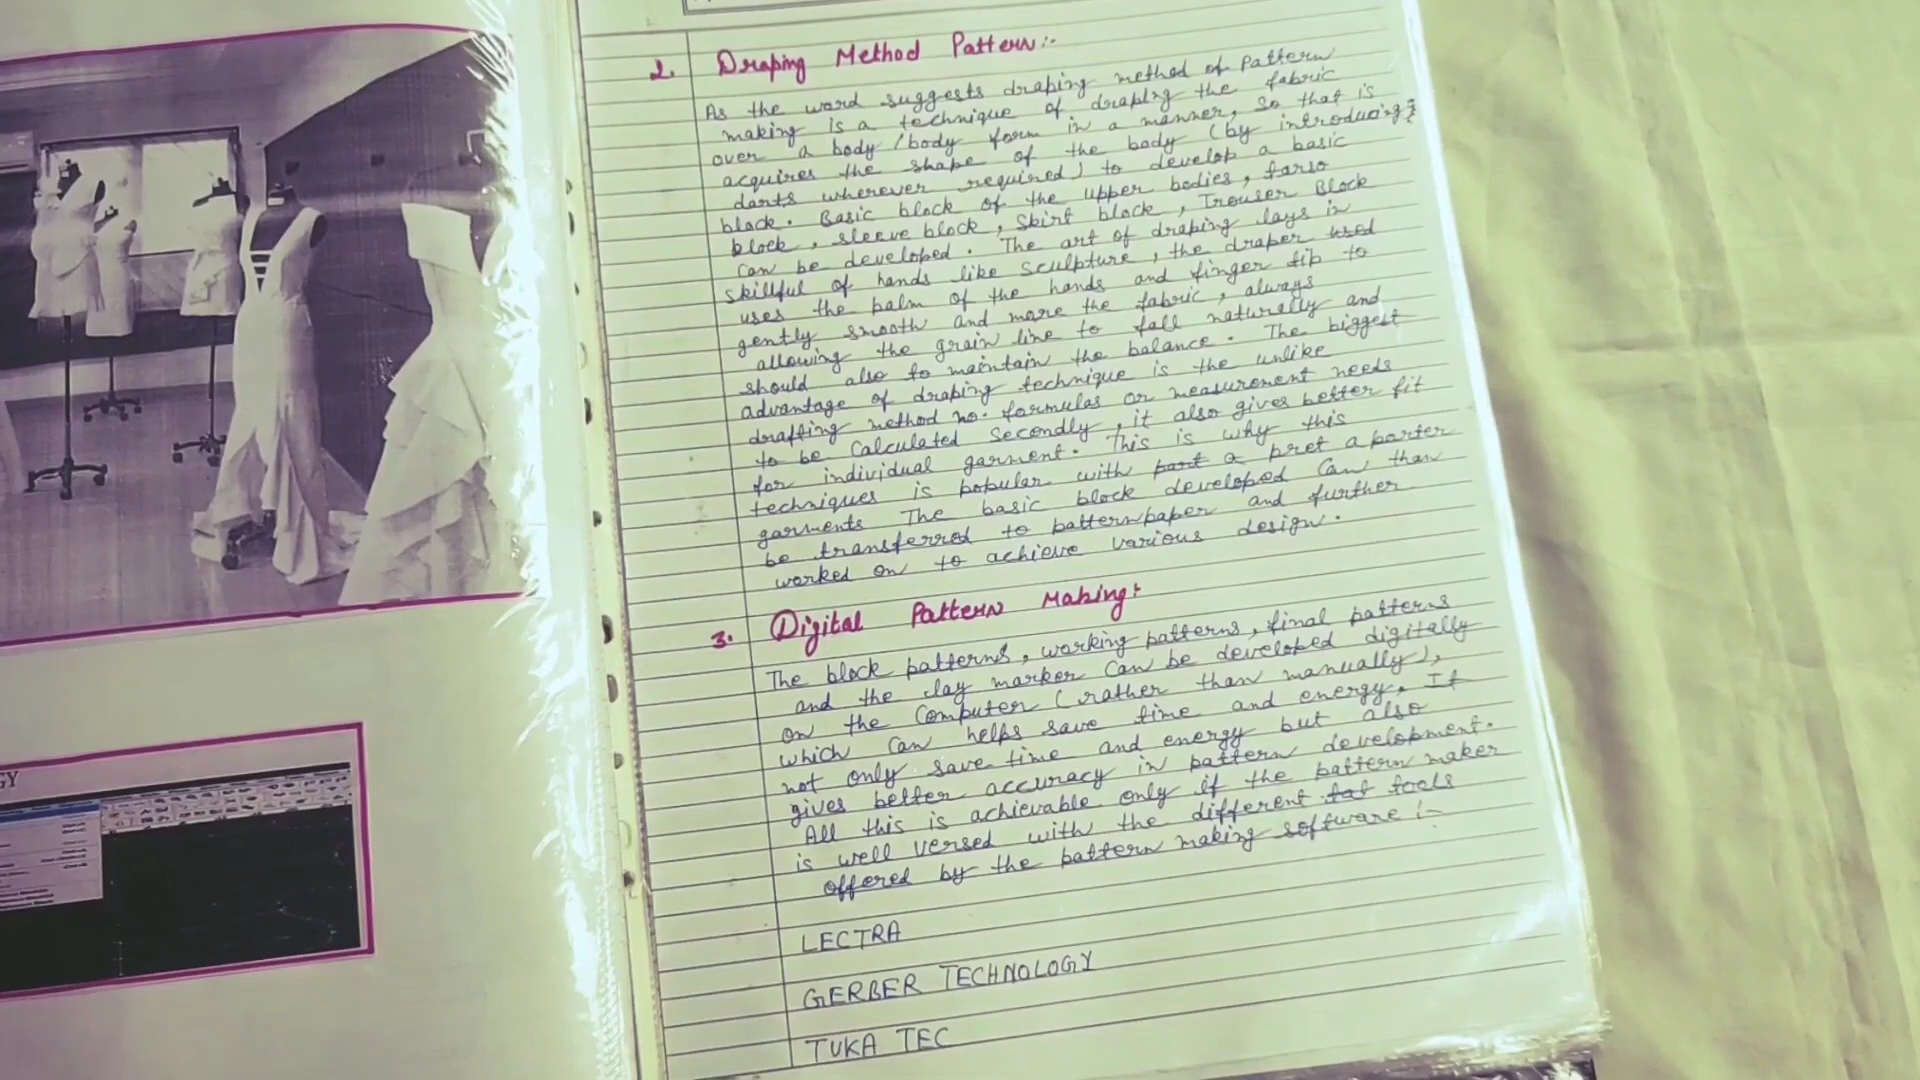 GY
2. Draping Method Pattern:-
As the word suggests draping method of Pattern
making is a technique of draping the fabric
over a body / body form in a manner, so that is
acquires the shape of the body (by introducing
darts wherever required) to develop a basic
block. Basic block of the upper bodies, tarso
block, sleeve block, Skirt block, Trouser Block
can be developed. The art of draping lays in
skillful of hands like sculpture, the draper used
uses the palm of the hands and finger tip to
gently smooth and more the fabric, always
allowing the grain line to fall naturally and
should also to maintain the balance. The biggest
advantage of draping technique is the unlike
drafting method no. formulas or measurement needs
to be Calculated Secondly, it also gives better fit
for individual garment. This is why this
techniques is popular with part a pret a porter
garments The basic block developed Can than
be transferred to patternpaper and further
worked on to achieve various design.
3. Digital Pattern Making:
The block patterns, working patterns, final patterns
and the lay marker can be developed digitally
on the Computer (rather than manually),
which can helps save time and energy, It
not only save time and energy but also
gives better accuracy in pattern development.
All this is achievable only if the pattern maker
is well versed with the different tat tools
offered by the pattern making software :-
LECTRA
GERBER TECHNOLOGY
TUKA TEC